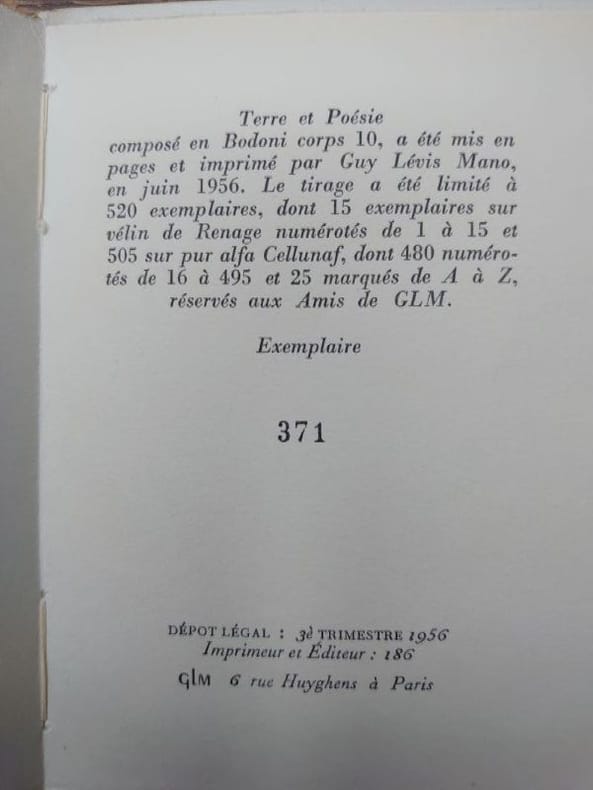 Terre et Poésie
composé en Bodoni corps 10, a été mis en
pages et imprimé par Guy Lévis Mano,
en juin 1956. Le tirage a été limité à
520 exemplaires, dont 15 exemplaires sur
vélin de Renage numérotés de 1 à 15 et
505 sur pur alfa Cellunaf, dont 480 numéro-
tés de 16 à 495 et 25 marqués de A à Z,
réservés aux Amis de GLM.
Exemplaire
371
DÉPOT LÉGAL : 3è TRIMESTRE 1956
Imprimeur et Éditeur : 186
GLM 6 rue Huyghens à Paris